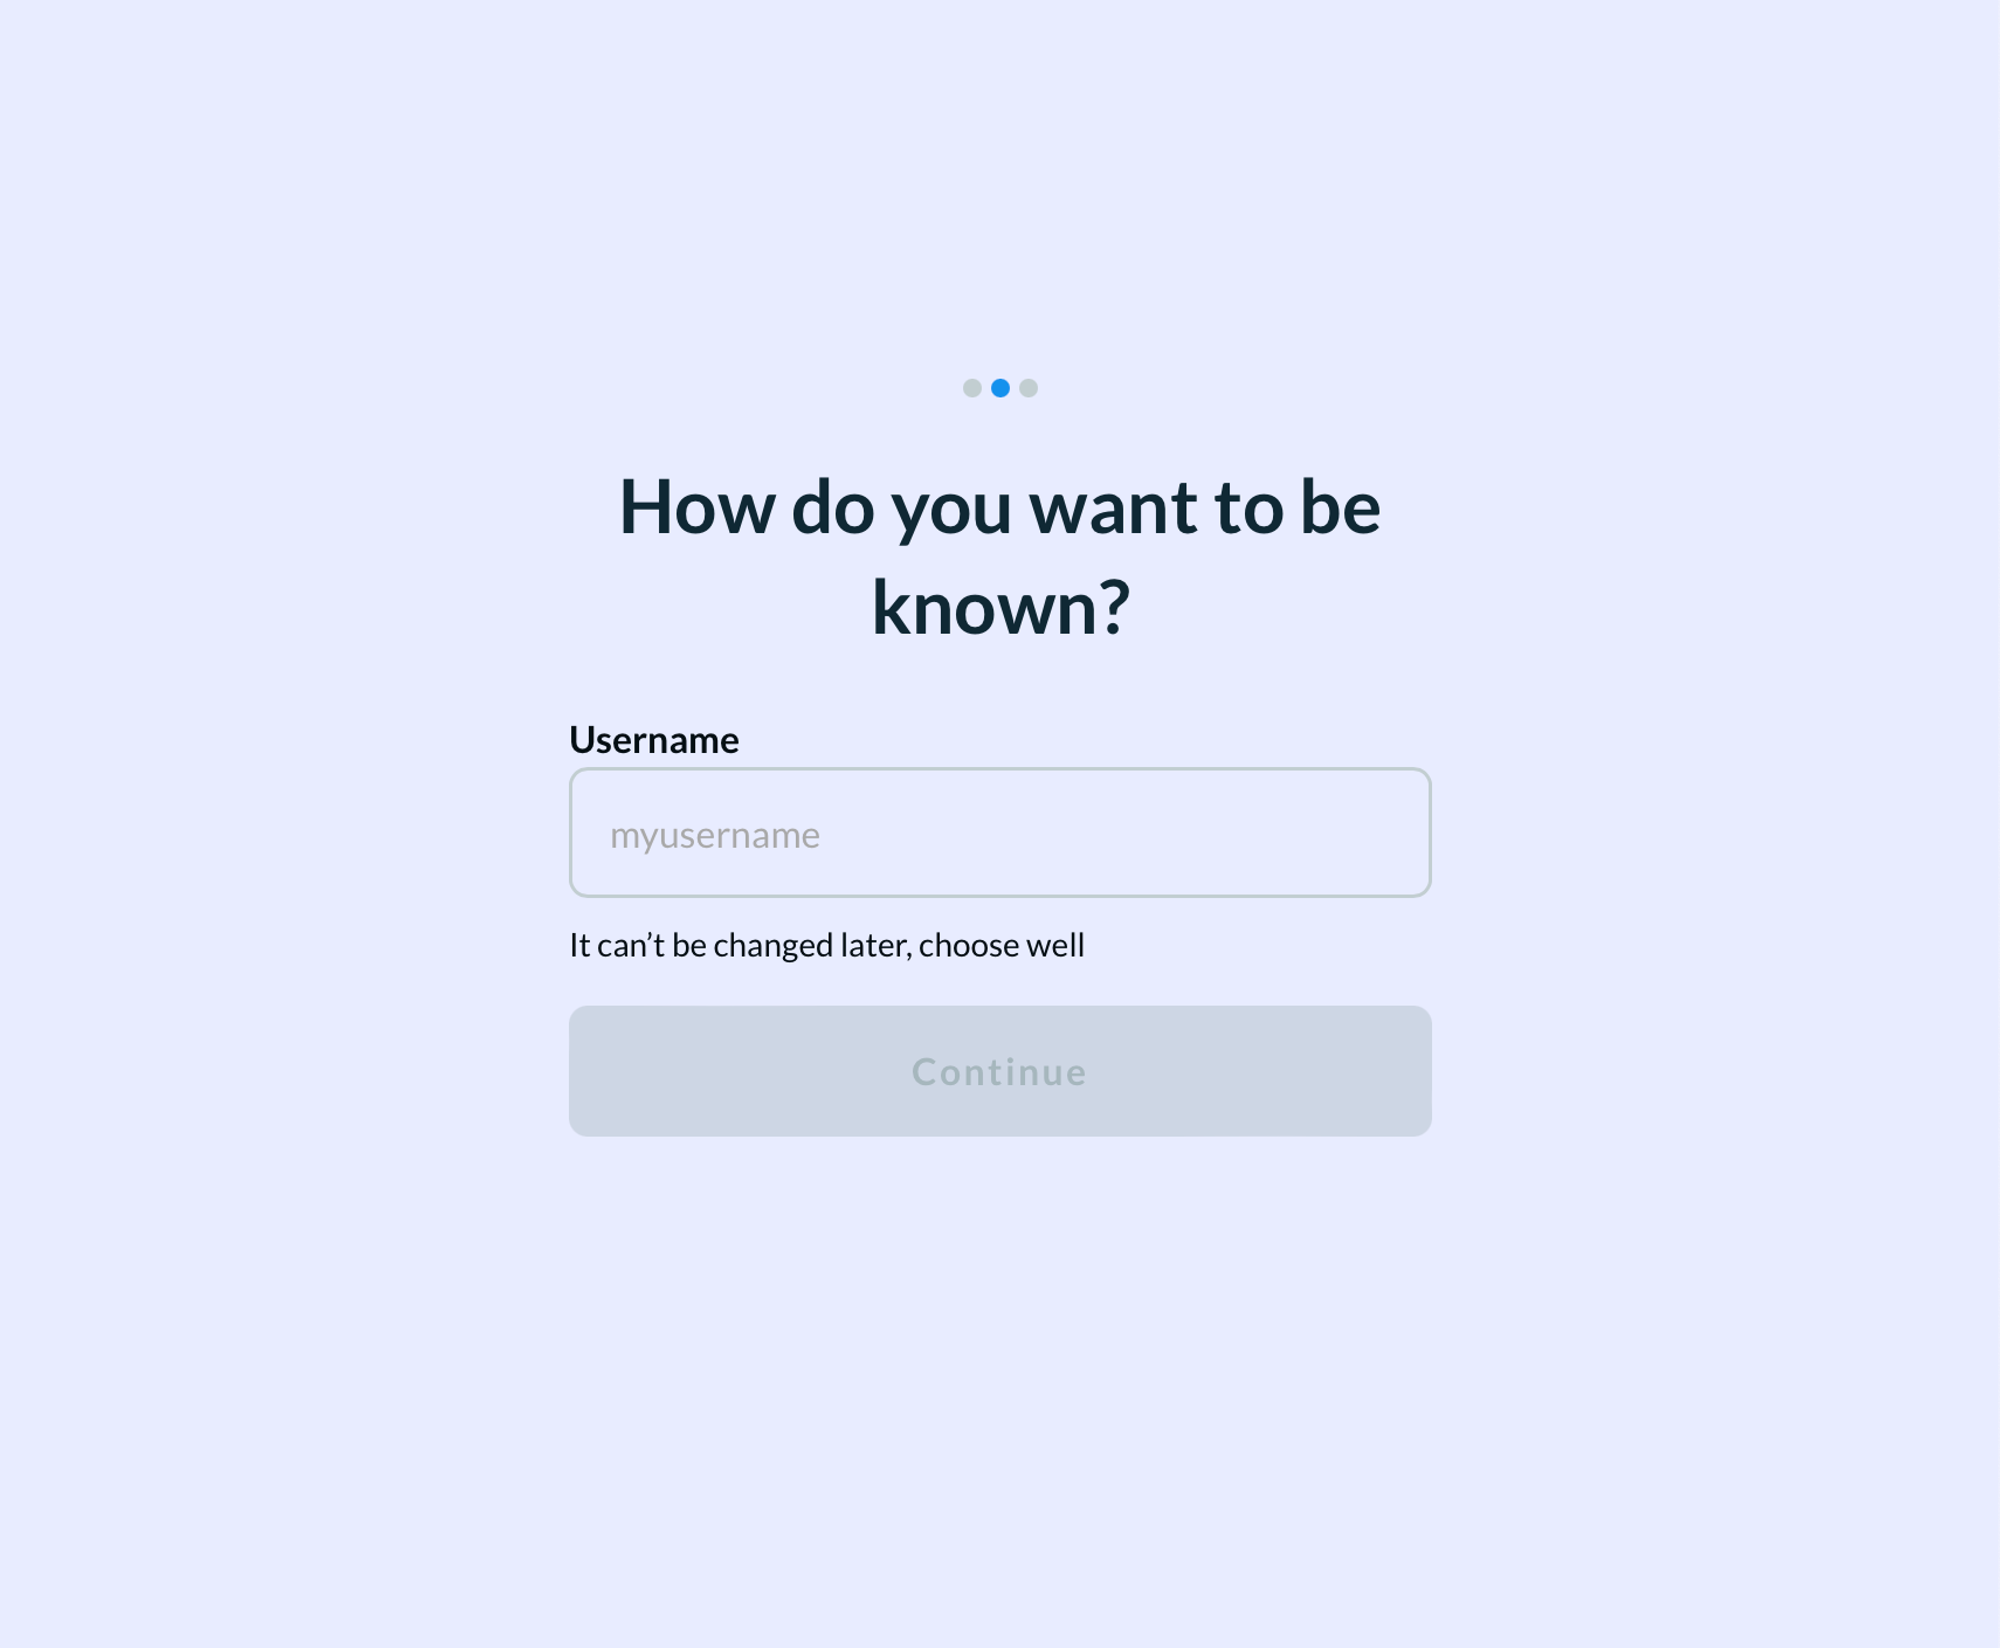 How do you want to be
known?
Username
myusername
It can’t be changed later, choose well
Continue